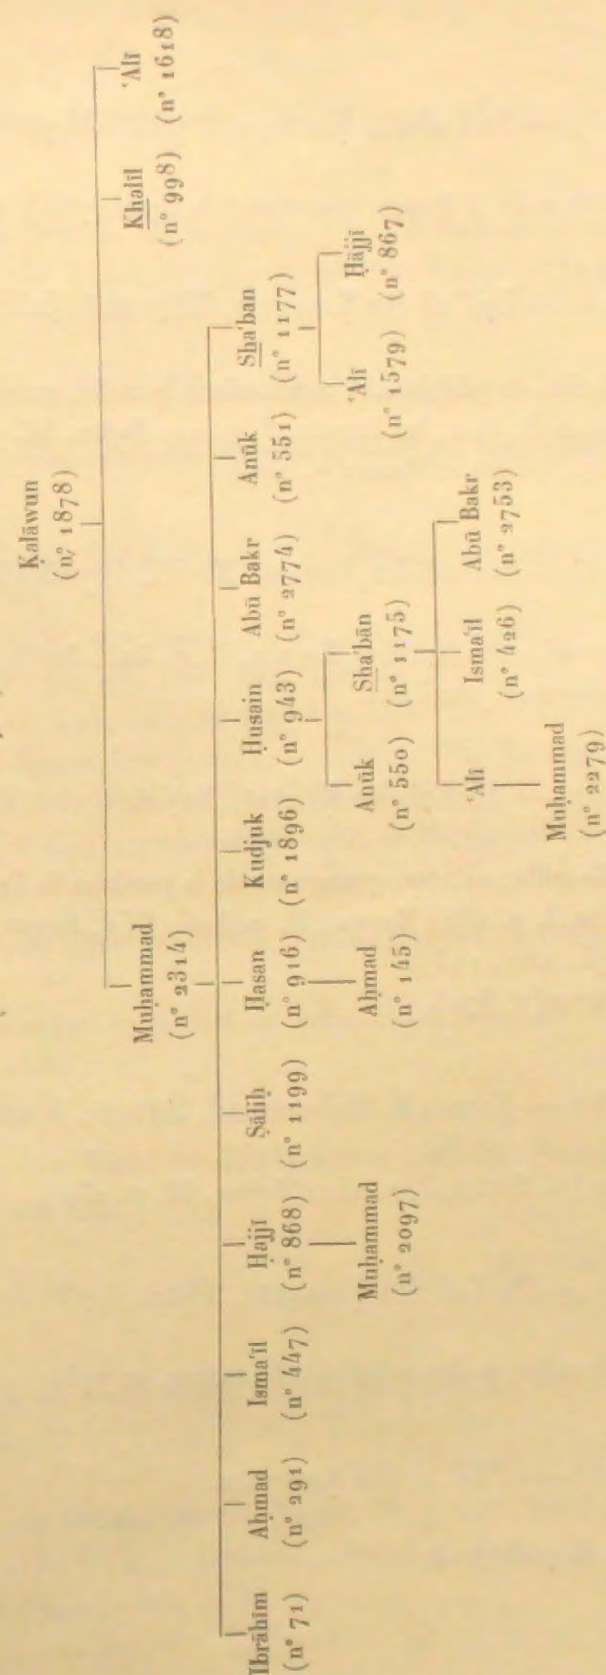 Ḳalāwun
(n° 1878)
Muḥammad
(n° 2314)
Khalīl
(n° 998)
ʿAlī
(n° 1618)
Ibrāhīm
(n° 71)
Aḥmad
(n° 291)
Ismaʿīl
(n° 447)
Ḥajjī
(n° 868)
Ṣāliḥ
(n° 1199)
Ḥasan
(n° 916)
Kudjuk
(n° 1896)
Ḥusain
(n° 943)
Abū Bakr
(n° 2774)
Anūk
(n° 551)
Shaʿban
(n° 1177)
Muḥammad
(n° 2097)
Aḥmad
(n° 145)
Anūk
(n° 550)
Shaʿbān
(n° 1175)
ʿAlī
(n° 1579)
Ḥājjī
(n° 867)
ʿAlī
Ismaʿīl
(n° 426)
Abū Bakr
(n° 2753)
Muḥammad
(n° 2279)